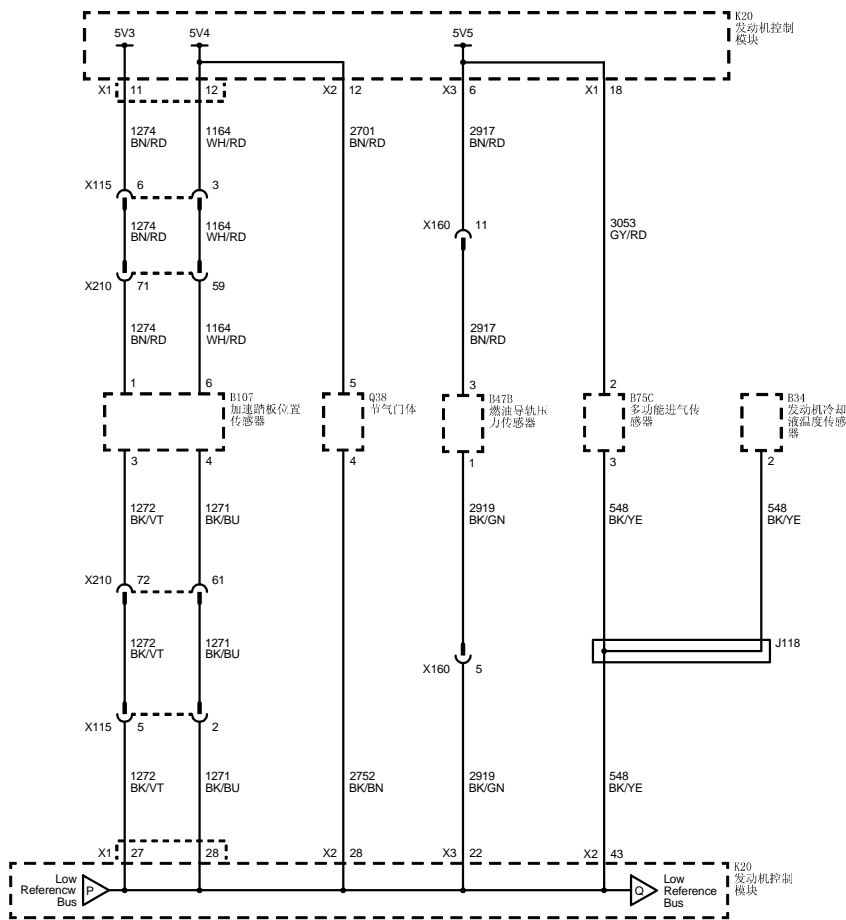 K20
发动机控制
模块
5V3 5V4 5V5
X1 11 12 X2 12 X3 6 X1 18
1274 1164 2701 2917
BN/RD WH/RD BN/RD BN/RD
X115 6 3
X160 11
1274 1164 3053
BN/RD WH/RD GY/RD
X210 71 59
1274 1164 2917
BN/RD WH/RD BN/RD
1 6 5 3 2
B107
加速踏板位置
传感器
Q38
节气门体
B47B
燃油导轨压
力传感器
B75C
多功能进气传
感器
B34
发动机冷却
液温度传感
器
3 4 4 1 3 2
1272 1271 2919 548 548
BK/VT BK/BU BK/GN BK/YE BK/YE
X210 72 61
1272 1271
BK/VT BK/BU
J118
X160 5
X115 5 2
1272 1271 2752 2919 548
BK/VT BK/BU BK/BN BK/GN BK/YE
X1 27 28 X2 28 X3 22 X2 43
K20
发动机控制
模块
Low
Referencw
Bus
P
Q
Low
Reference
Bus